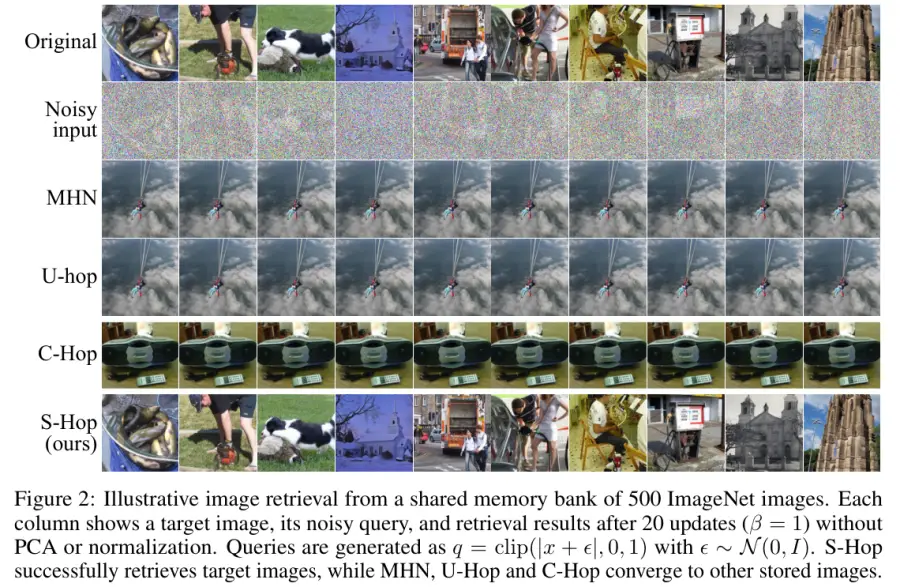 Original
Noisy
input
MHN
U-hop
C-Hop
S-Hop
(ours)
Figure 2: Illustrative image retrieval from a shared memory bank of 500 ImageNet images. Each
column shows a target image, its noisy query, and retrieval results after 20 updates (β = 1) without
PCA or normalization. Queries are generated as q = clip(|x + ϵ|, 0, 1) with ϵ ∼ N(0, I). S-Hop
successfully retrieves target images, while MHN, U-Hop and C-Hop converge to other stored images.